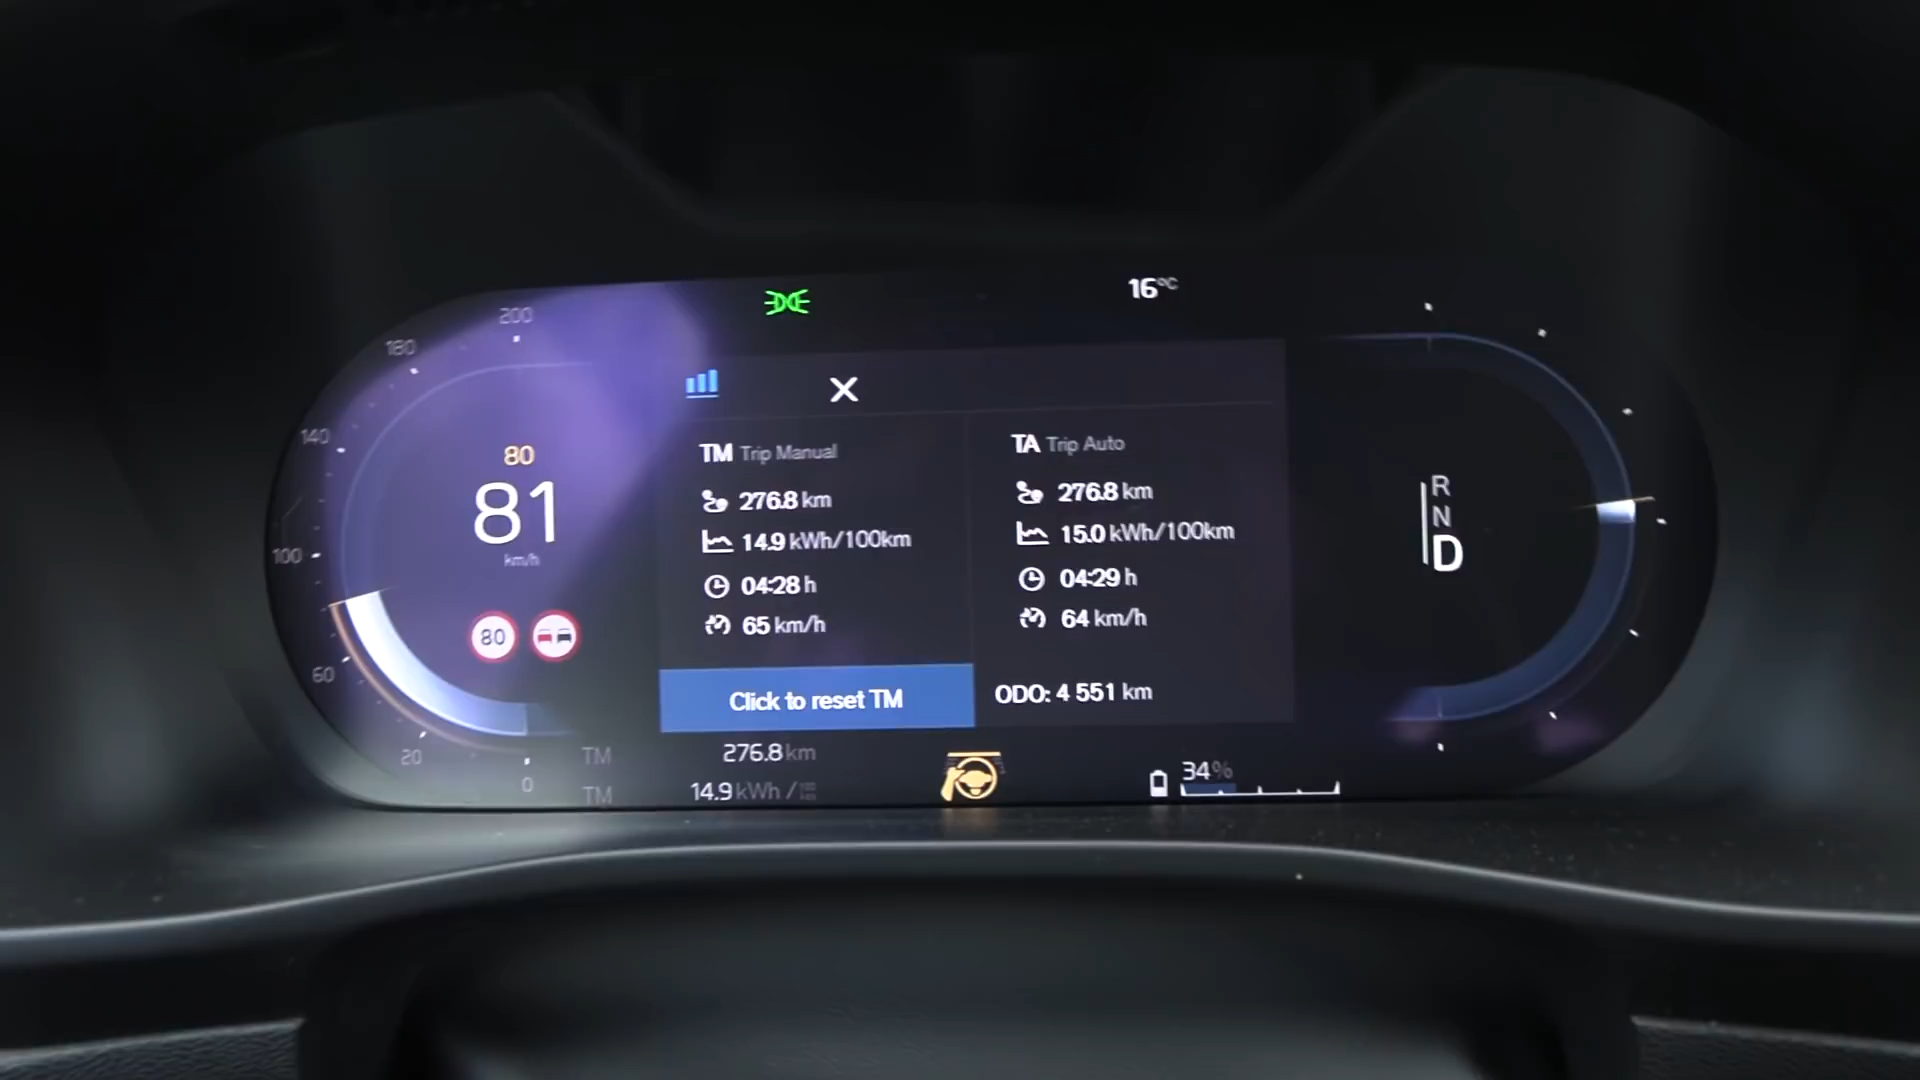 16°C
200
180
140
100
60
20
0
80
81
km/h
80
X
TM Trip Manual
276.8 km
14.9 kWh/100km
04:28 h
65 km/h
Click to reset TM
TA Trip Auto
276.8 km
15.0 kWh/100km
04:29 h
64 km/h
ODO: 4 551 km
R
N
D
TM 276.8 km
TM 14.9 kWh /
34%